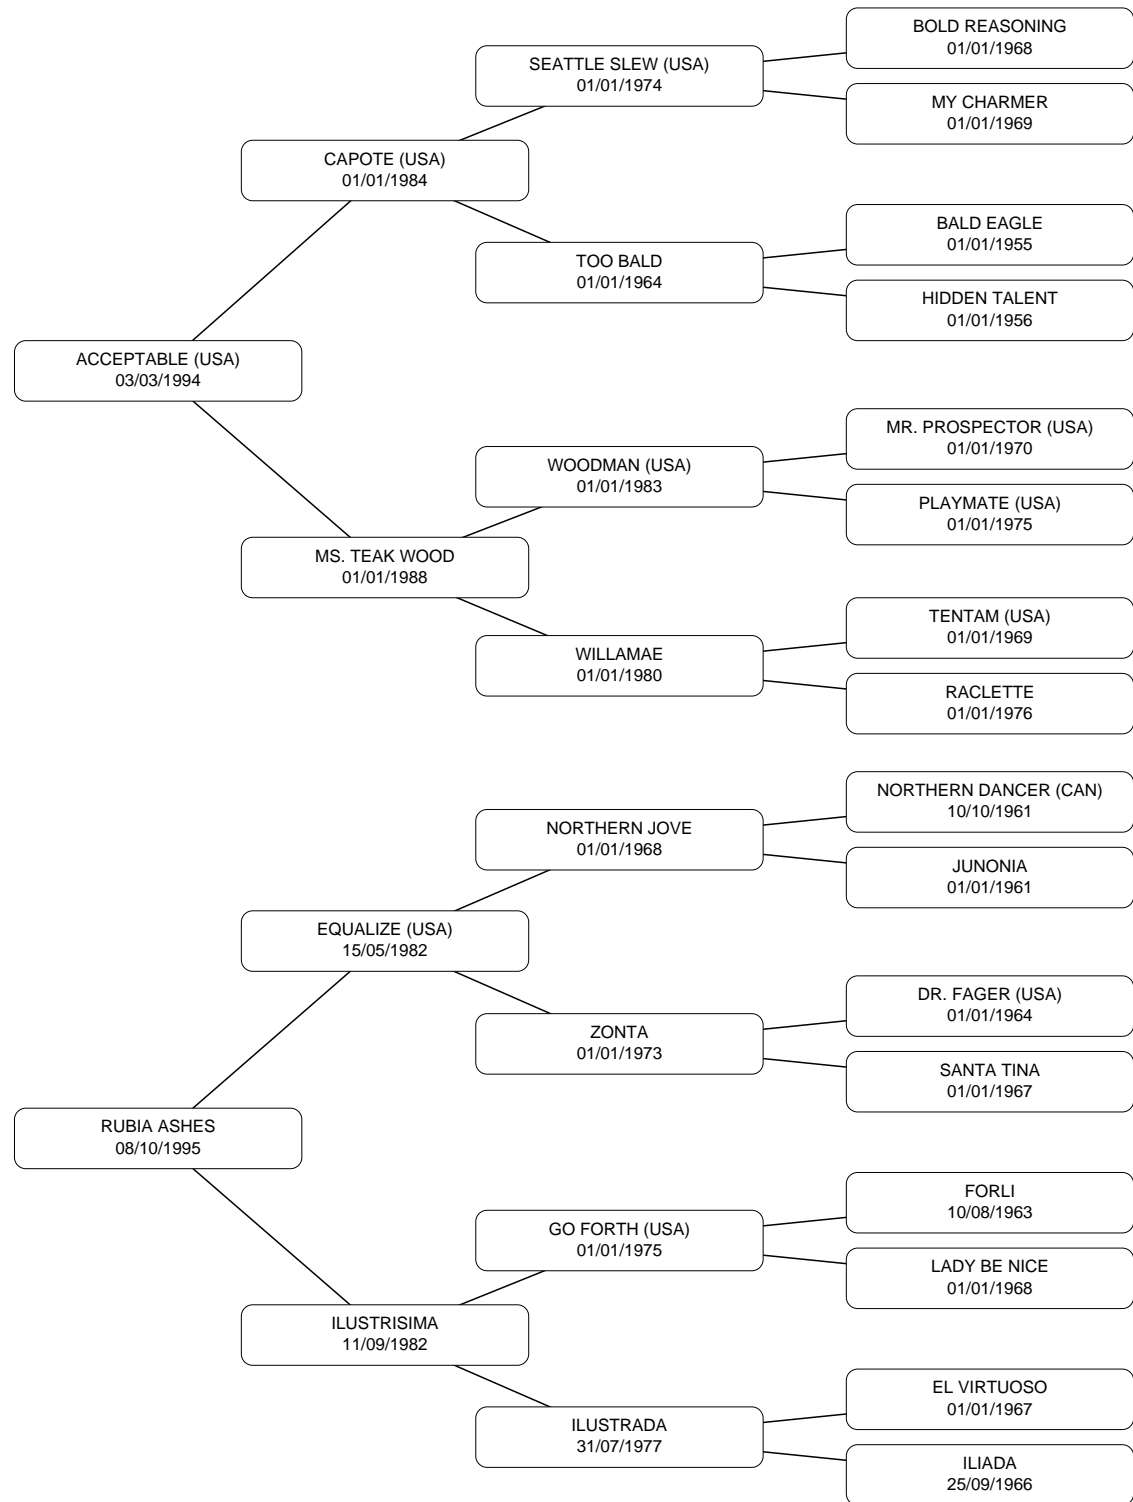 BOLD REASONING
01/01/1968
SEATTLE SLEW (USA)
01/01/1974
MY CHARMER
01/01/1969
CAPOTE (USA)
01/01/1984
BALD EAGLE
01/01/1955
TOO BALD
01/01/1964
HIDDEN TALENT
01/01/1956
ACCEPTABLE (USA)
03/03/1994
MR. PROSPECTOR (USA)
01/01/1970
WOODMAN (USA)
01/01/1983
PLAYMATE (USA)
01/01/1975
MS. TEAK WOOD
01/01/1988
TENTAM (USA)
01/01/1969
WILLAMAE
01/01/1980
RACLETTE
01/01/1976
NORTHERN DANCER (CAN)
10/10/1961
NORTHERN JOVE
01/01/1968
JUNONIA
01/01/1961
EQUALIZE (USA)
15/05/1982
DR. FAGER (USA)
01/01/1964
ZONTA
01/01/1973
SANTA TINA
01/01/1967
RUBIA ASHES
08/10/1995
FORLI
10/08/1963
GO FORTH (USA)
01/01/1975
LADY BE NICE
01/01/1968
ILUSTRISIMA
11/09/1982
EL VIRTUOSO
01/01/1967
ILUSTRADA
31/07/1977
ILIADA
25/09/1966